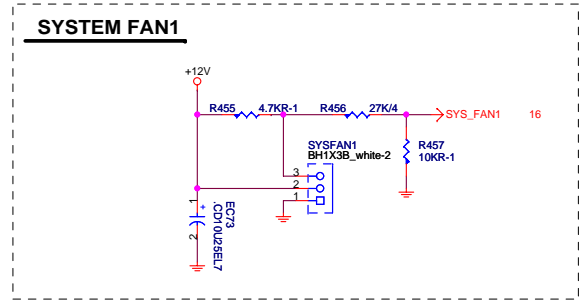 SYSTEM FAN1
+12V
R455 4.7KR-1 R456 27K/4
SYS_FAN1 16
SYSFAN1
BH1X3B_white-2
R457
10KR-1
3
2
1
1
+
2
EC73
.CD10U25EL7